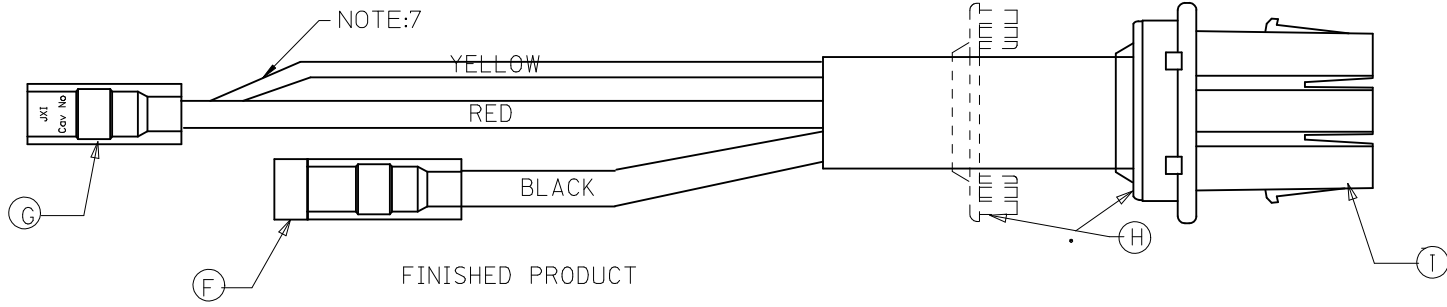 NOTE:7
YELLOW
JXI
Cav No
RED
BLACK
G
F
H
I
FINISHED PRODUCT